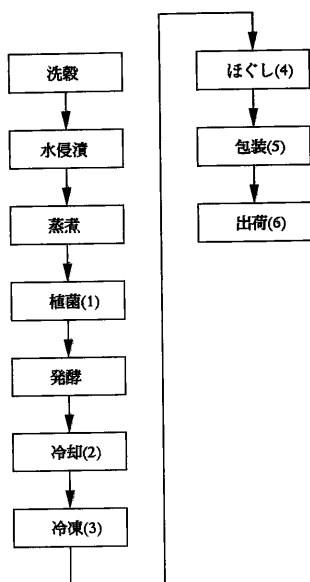 洗穀
水侵漬
蒸煮
植菌(1)
発酵
冷却(2)
冷凍(3)
ほぐし(4)
包装(5)
出荷(6)